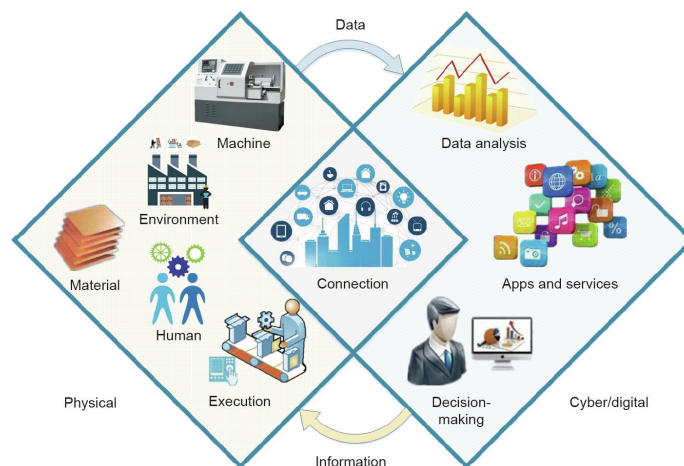 Data
Machine
Data analysis
Environment
Material
Connection
Apps and services
Human
Physical
Execution
Decision-
making
Cyber/digital
Information